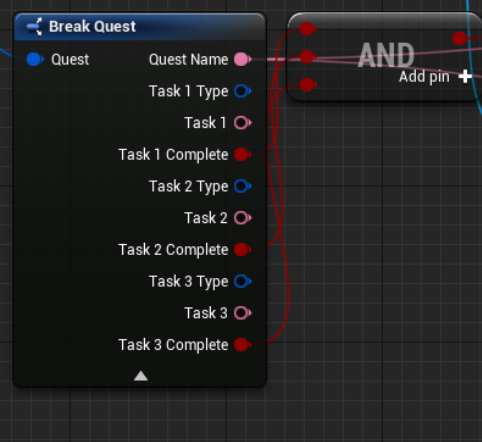 Break Quest
Quest
Quest Name
Task 1 Type
Task 1
Task 1 Complete
Task 2 Type
Task 2
Task 2 Complete
Task 3 Type
Task 3
Task 3 Complete
AND
Add pin +